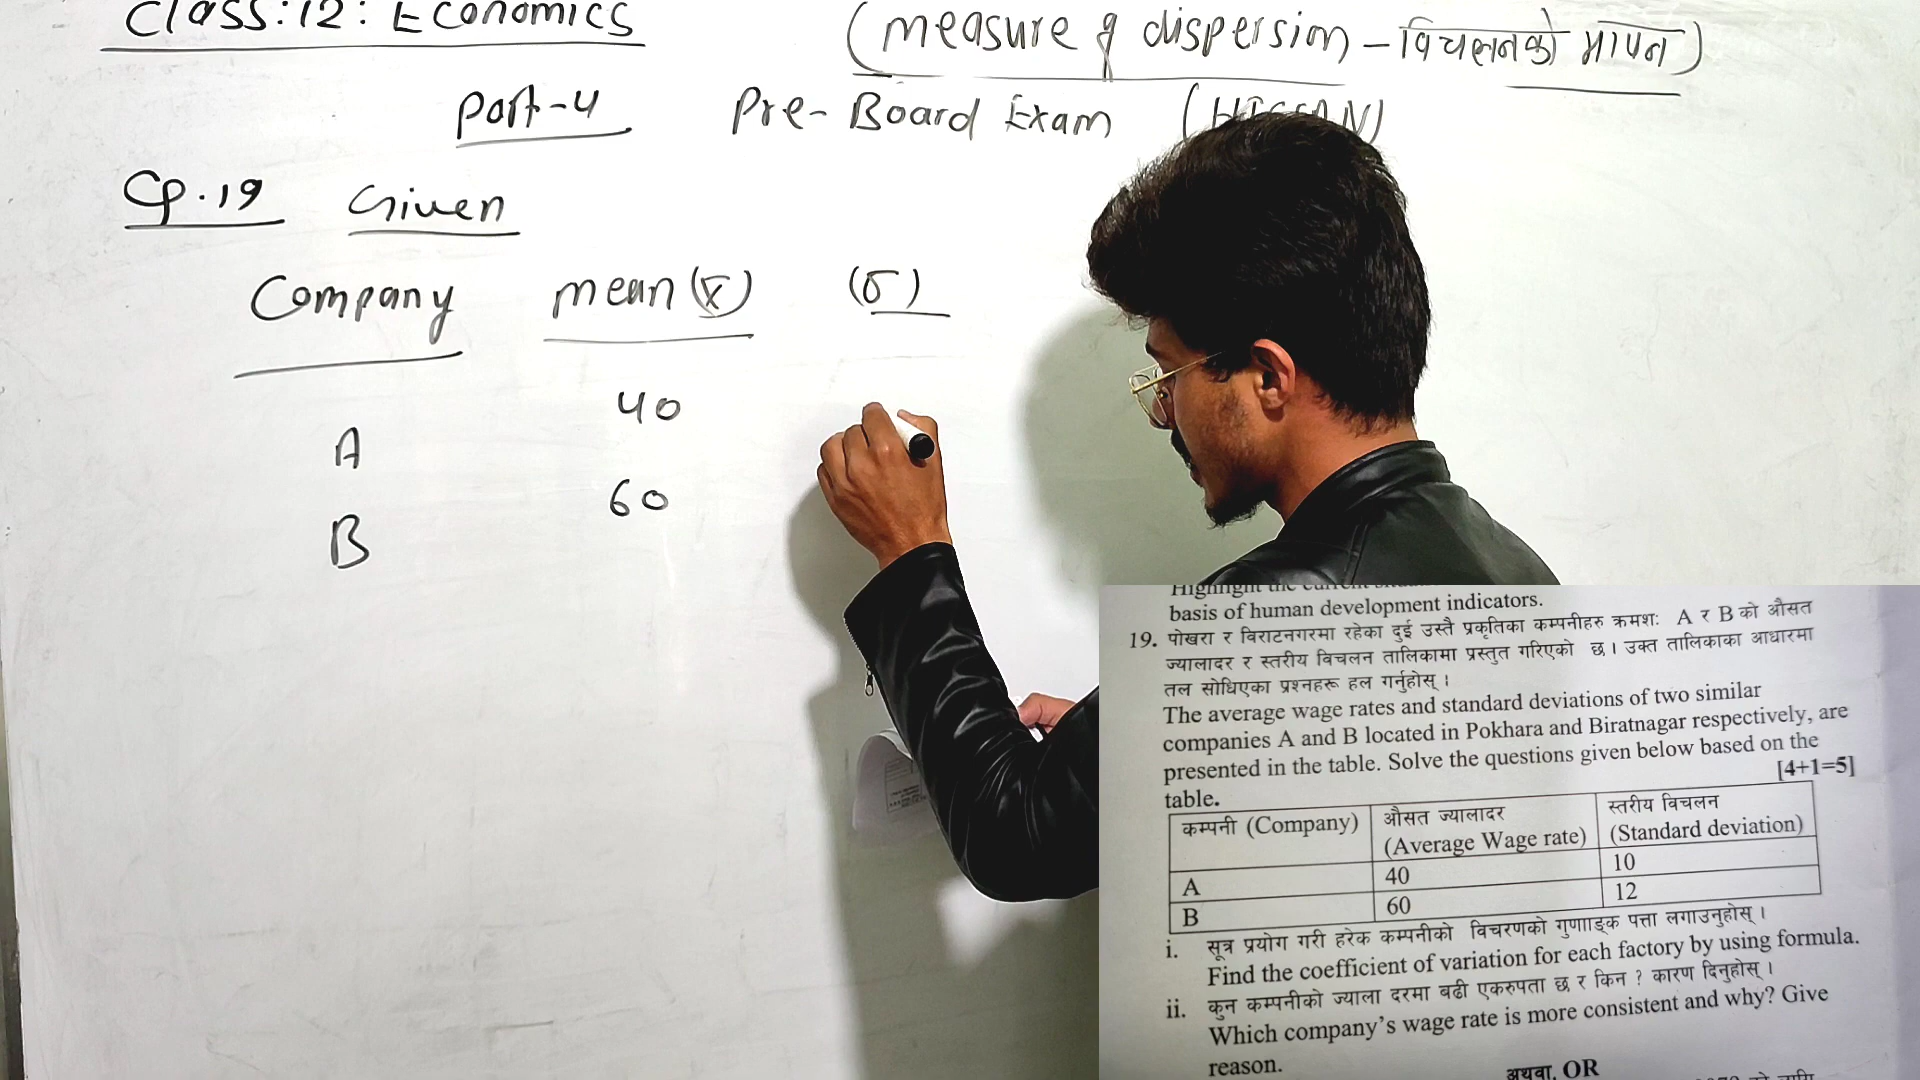 Class:12: Economics
(measure of dispersion - विचलनको मापन)
Part-4
Pre-Board Exam
Qp.19 Given
Company mean (x̄) (σ)
A 40
B 60
basis of human development indicators.
19. पोखरा र विराटनगरमा रहेका दुई उस्तै प्रकृतिका कम्पनीहरु क्रमशः A र B को औसत
ज्यालादर र स्तरीय विचलन तालिकामा प्रस्तुत गरिएको छ । उक्त तालिकाका आधारमा
तल सोधिएका प्रश्नहरू हल गर्नुहोस् ।
The average wage rates and standard deviations of two similar
companies A and B located in Pokhara and Biratnagar respectively, are
presented in the table. Solve the questions given below based on the
table. [4+1=5]
कम्पनी (Company) औसत ज्यालादर स्तरीय विचलन
(Average Wage rate) (Standard deviation)
A 40 10
B 60 12
i. सूत्र प्रयोग गरी हरेक कम्पनीको विचरणको गुणााङ्क पत्ता लगाउनुहोस् ।
Find the coefficient of variation for each factory by using formula.
ii. कुन कम्पनीको ज्याला दरमा बढी एकरुपता छ र किन ? कारण दिनुहोस् ।
Which company's wage rate is more consistent and why? Give
reason.
अथवा, OR